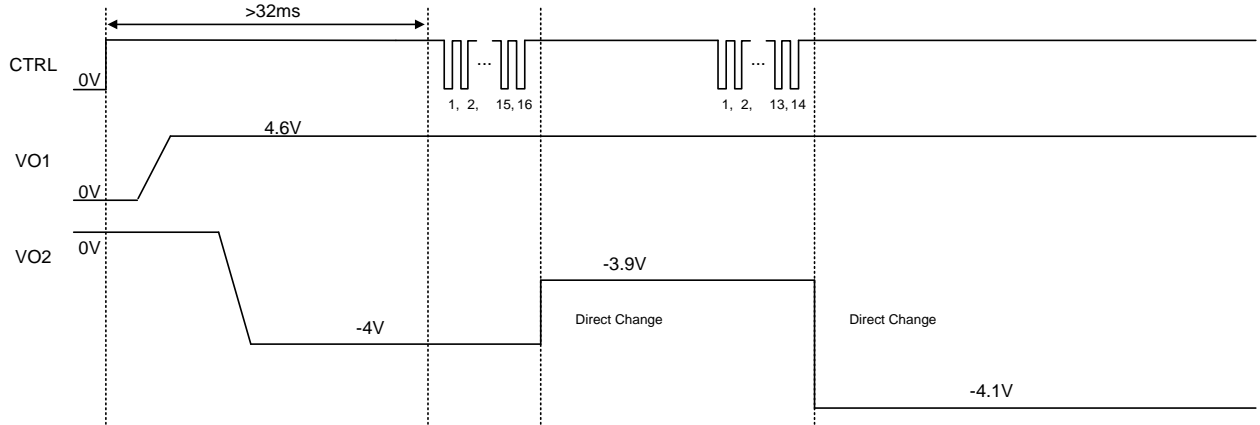 >32ms
CTRL
0V
...
...
1, 2, 15, 16
1, 2, 13, 14
4.6V
VO1
0V
VO2
0V
-3.9V
Direct Change
Direct Change
-4V
-4.1V